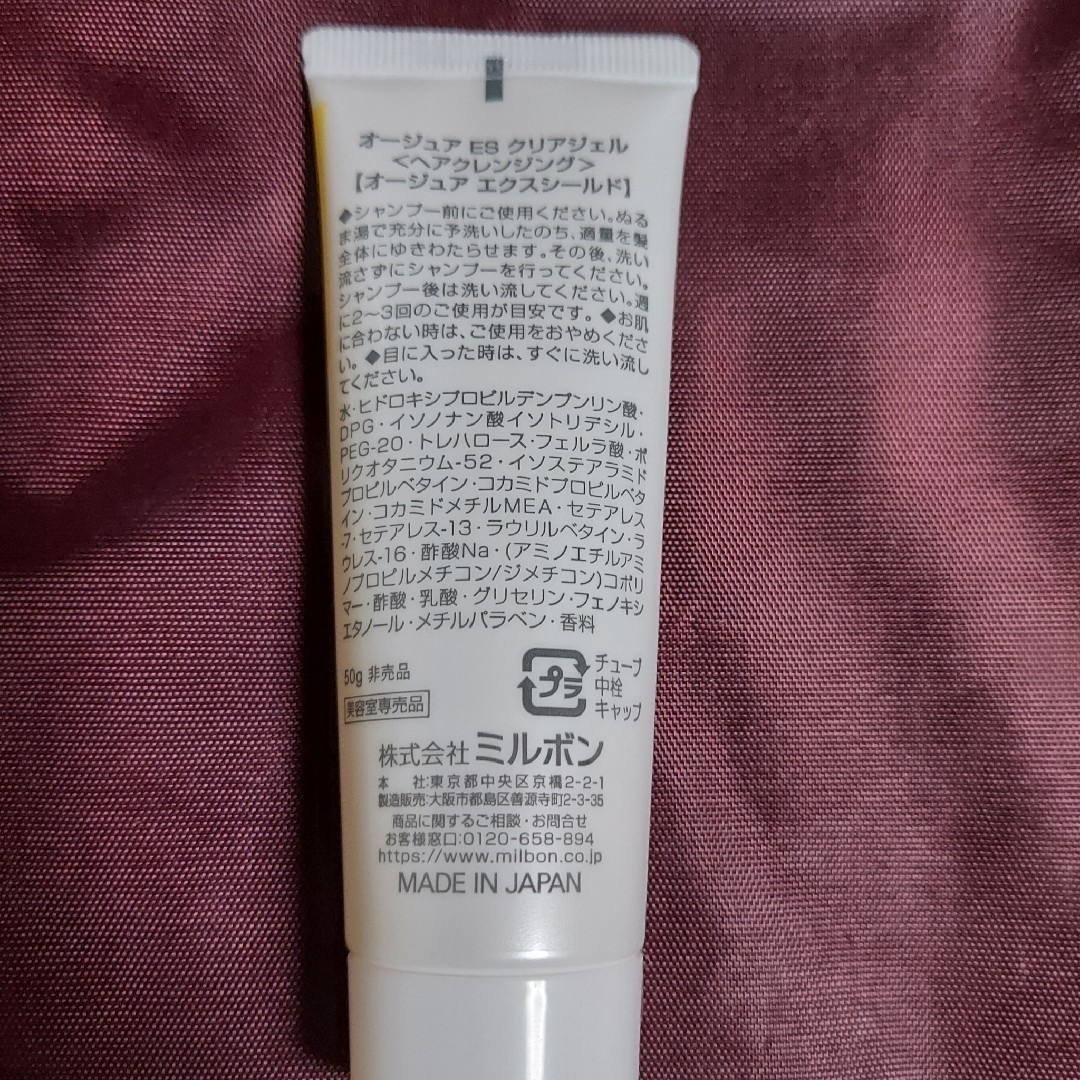 オージュア ES クリアジェル
<ヘアクレンジング>
【オージュア エクスシールド】
◆シャンプー前にご使用ください。ぬる
ま湯で充分に予洗いしたのち、適量を髪
全体にゆきわたらせます。その後、洗い
流さずにシャンプーを行ってください。
シャンプー後は洗い流してください。週
に2〜3回のご使用が目安です。◆お肌
に合わない時は、ご使用をおやめくださ
い。◆目に入った時は、すぐに洗い流し
てください。
水・ヒドロキシプロピルデンプンリン酸・
DPG・イソノナン酸イソトリデシル・
PEG-20・トレハロース・フェルラ酸・ポ
リクオタニウム-52・イソステアラミド
プロピルベタイン・コカミドプロピルベタ
イン・コカミドメチルMEA・セテアレス
-7・セテアレス-13・ラウリルベタイン・ラ
ウレス-16・酢酸Na・(アミノエチルアミ
ノプロピルメチコン/ジメチコン)コポリ
マー・酢酸・乳酸・グリセリン・フェノキシ
エタノール・メチルパラベン・香料
50g 非売品
美容室専売品
プラ
チューブ
中栓
キャップ
株式会社 ミルボン
本 社:東京都中央区京橋2-2-1
製造販売:大阪市都島区善源寺町2-3-35
商品に関するご相談・お問合せ
お客様窓口:0120-658-894
https://www.milbon.co.jp
MADE IN JAPAN